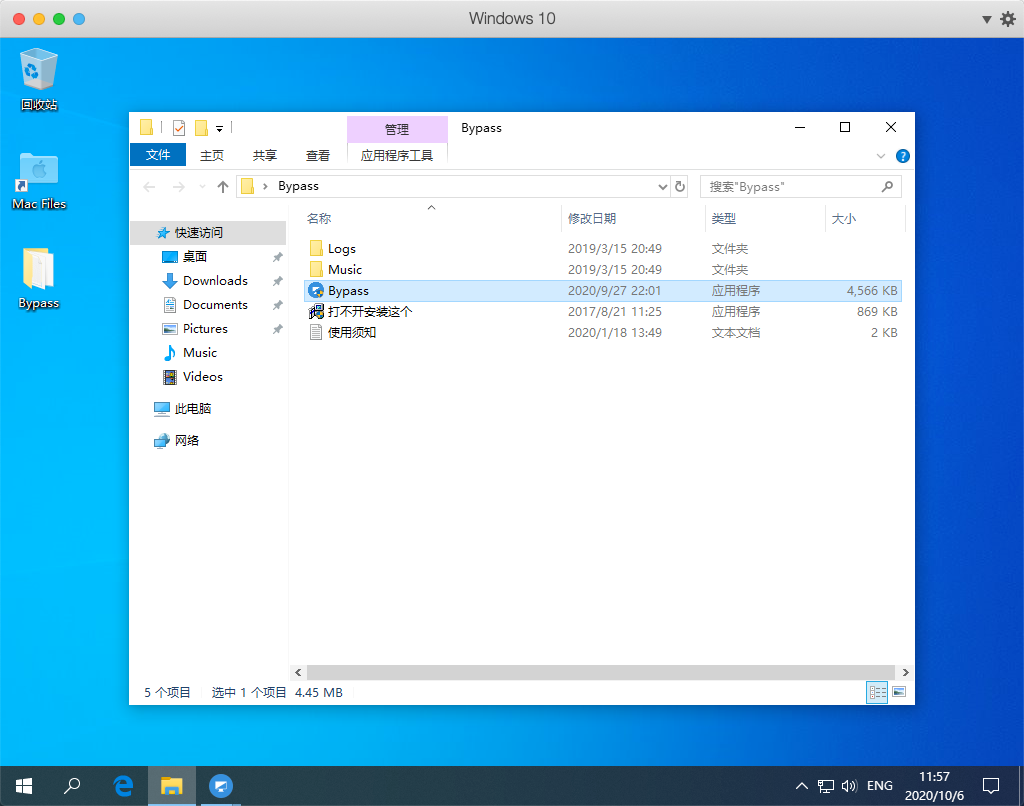 Windows 10
回收站
Mac Files
Bypass
管理
Bypass
文件
主页
共享
查看
应用程序工具
Bypass
搜索"Bypass"
名称
修改日期
类型
大小
快速访问
桌面
Downloads
Documents
Pictures
Music
Videos
此电脑
网络
Logs 2019/3/15 20:49 文件夹
Music 2019/3/15 20:49 文件夹
Bypass 2020/9/27 22:01 应用程序 4,566 KB
打不开安装这个 2017/8/21 11:25 应用程序 869 KB
使用须知 2020/1/18 13:49 文本文档 2 KB
5 个项目 选中 1 个项目 4.45 MB
ENG
11:57
2020/10/6